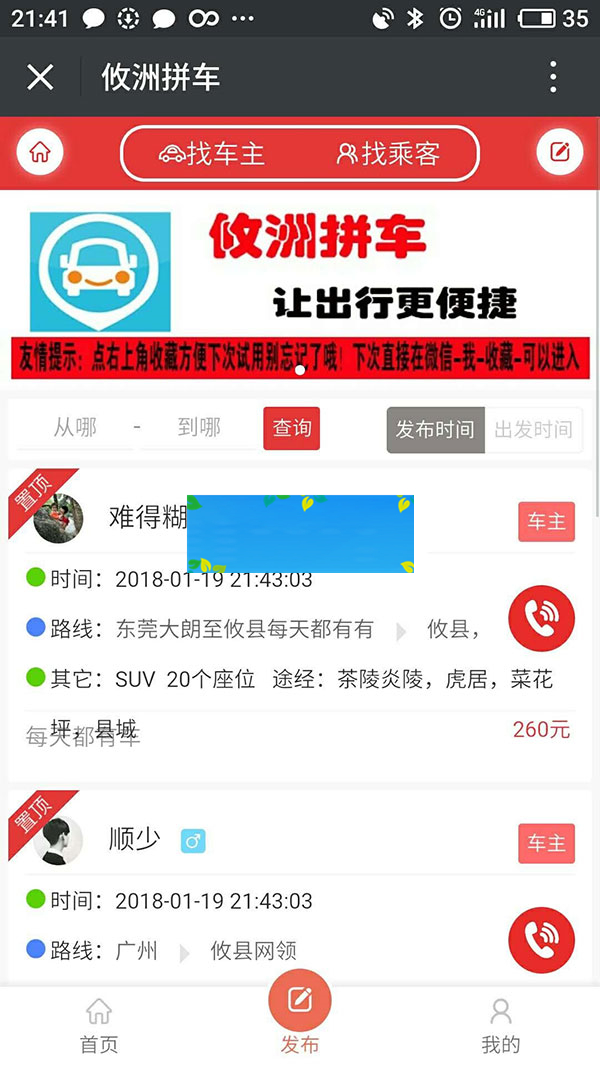 21:41 4G 35
攸洲拼车
找车主 找乘客
攸洲拼车
让出行更便捷
友情提示：点右上角收藏方便下次试用别忘记了哦！下次直接在微信-我-收藏-可以进入
从哪 - 到哪 查询 发布时间 出发时间
置顶
难得糊 车主
时间：2018-01-19 21:43:03
路线：东莞大朗至攸县每天都有有 攸县，
其它：SUV 20个座位 途经：茶陵炎陵，虎居，菜花
坪，县城
每天都有车 260元
置顶
顺少 车主
时间：2018-01-19 21:43:03
路线：广州 攸县网领
首页 发布 我的